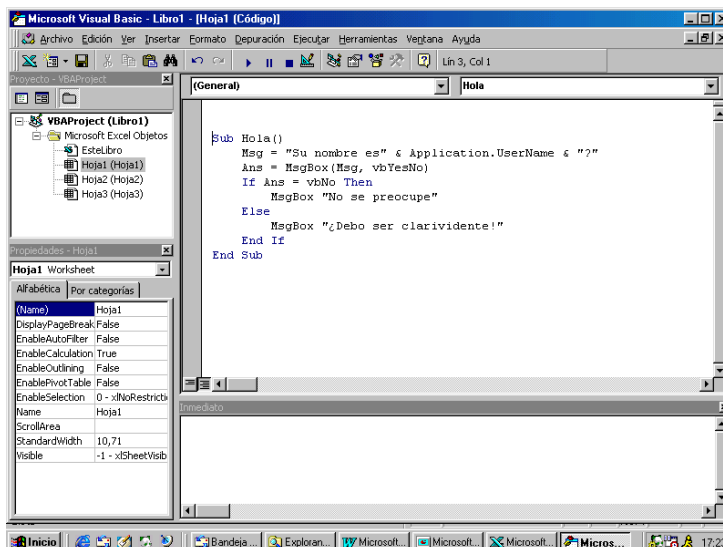 Microsoft Visual Basic - Libro1 - [Hoja1 (Código)]
Archivo Edición Ver Insertar Formato Depuración Ejecutar Herramientas Ventana Ayuda
Lín 3, Col 1
Proyecto - VBAProject
VBAProject (Libro1)
Microsoft Excel Objetos
EsteLibro
Hoja1 (Hoja1)
Hoja2 (Hoja2)
Hoja3 (Hoja3)
Propiedades - Hoja1
Hoja1 Worksheet
Alfabética Por categorías
(Name) Hoja1
DisplayPageBreak False
EnableAutoFilter False
EnableCalculation True
EnableOutlining False
EnablePivotTable False
EnableSelection 0 - xlNoRestricti
Name Hoja1
ScrollArea
StandardWidth 10,71
Visible -1 - xlSheetVisib
(General) Hola
Sub Hola()
Msg = "Su nombre es" & Application.UserName & "?"
Ans = MsgBox(Msg, vbYesNo)
If Ans = vbNo Then
MsgBox "No se preocupe"
Else
MsgBox "¿Debo ser clarividente!"
End If
End Sub
Inmediato
Inicio Bandeja ... Exploran... Microsoft... Microsoft... Microsoft... Micros... 17:2